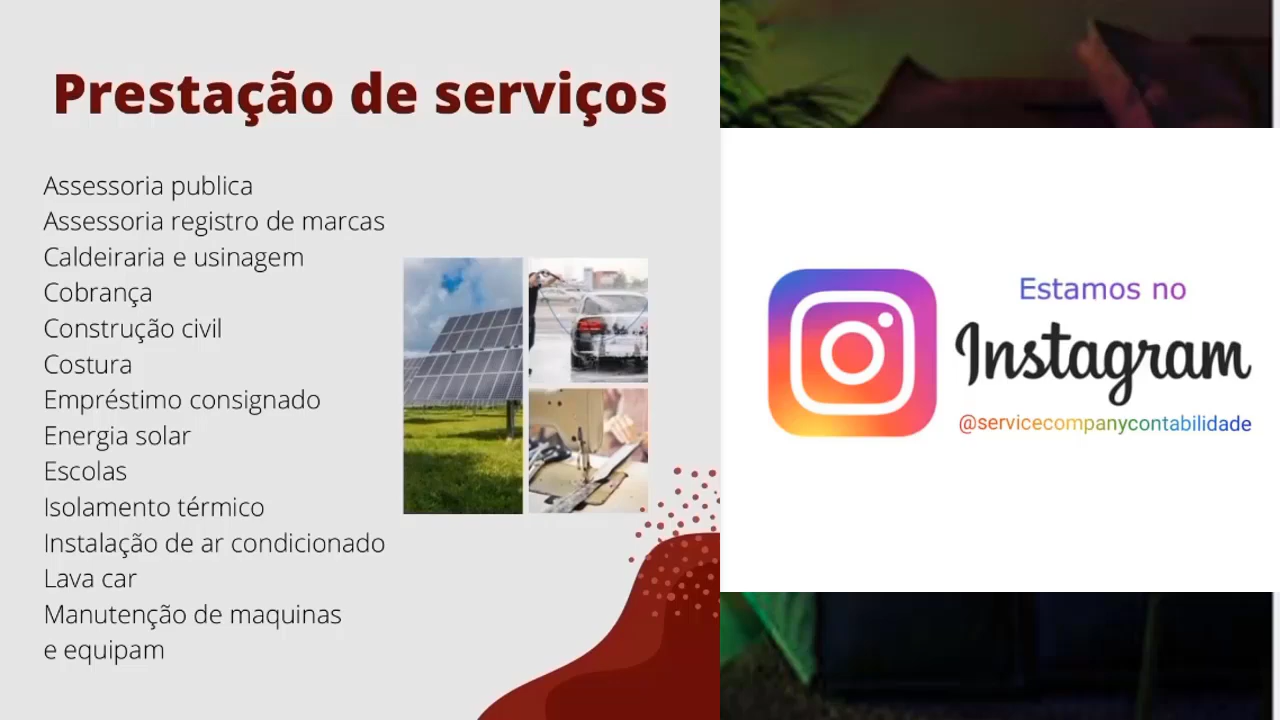 Prestação de serviços
Assessoria publica
Assessoria registro de marcas
Caldeiraria e usinagem
Cobrança
Construção civil
Costura
Empréstimo consignado
Energia solar
Escolas
Isolamento térmico
Instalação de ar condicionado
Lava car
Manutenção de maquinas
e equipam
Estamos no
Instagram
@servicecompanycontabilidade